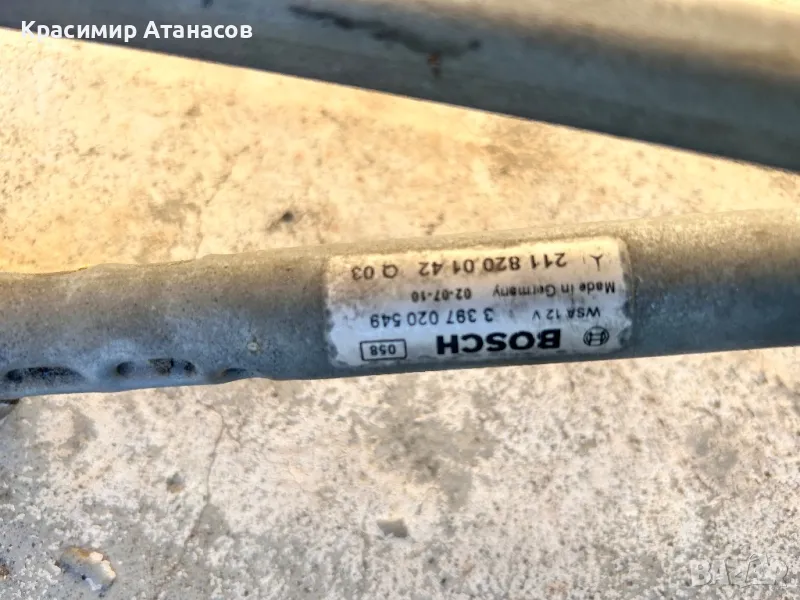 Красимир Атанасов
BOSCH 058
WSA 12 V 3 397 020 549
Made in Germany 02-07-10
211 820 01 42 Q 03
BAZAR